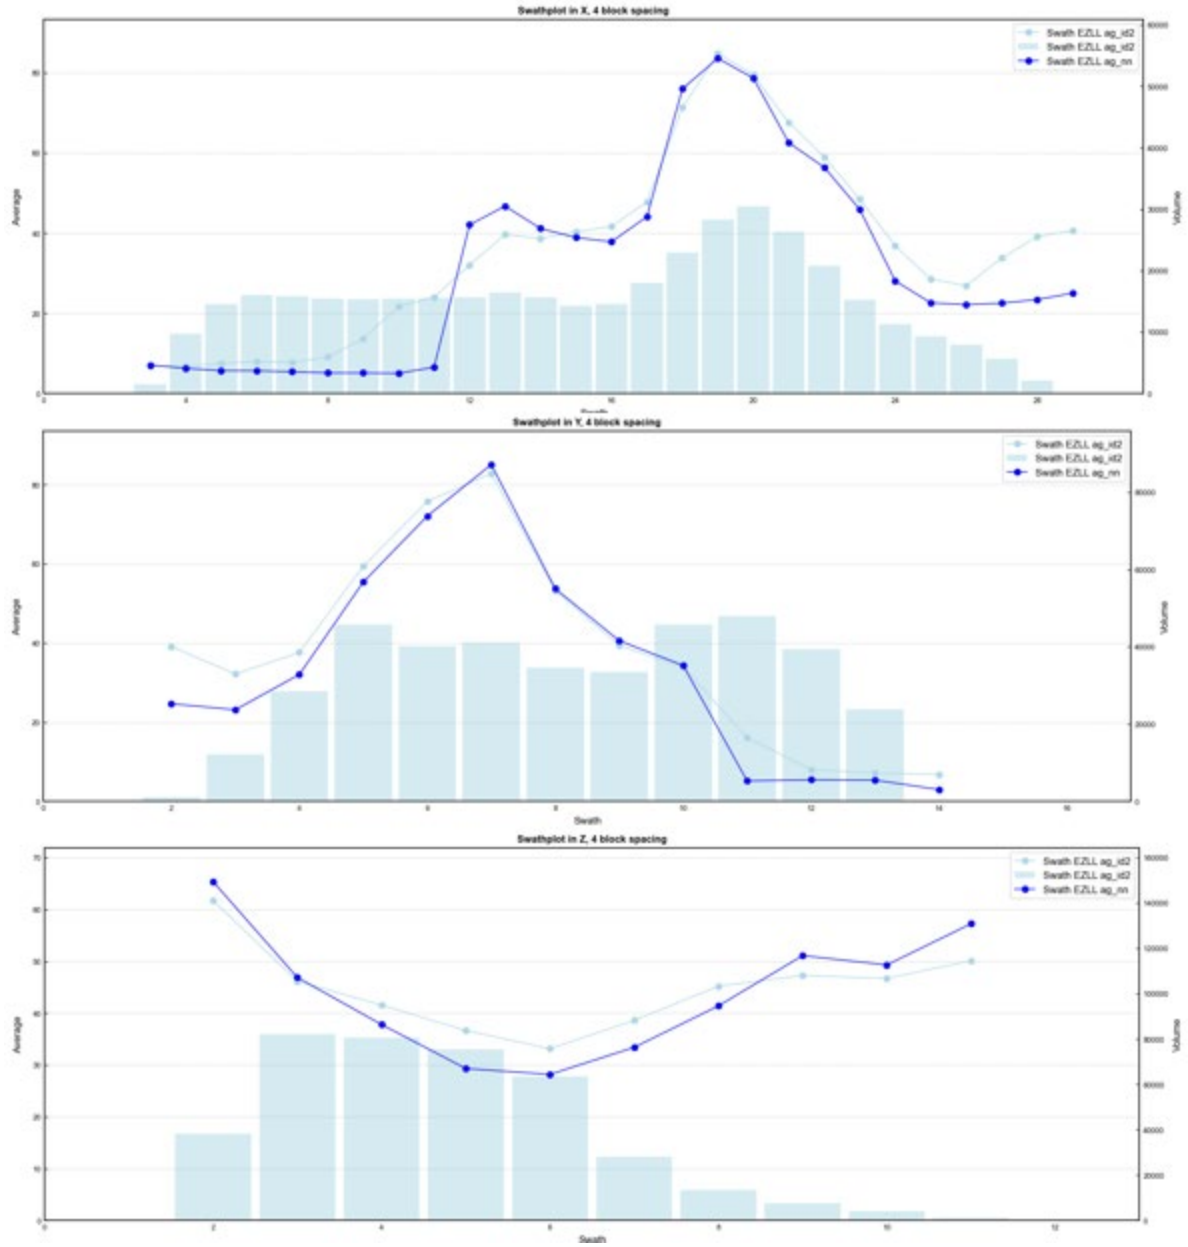 Swathplot in X, 4 block spacing
Swath EZLL ag_id2
Swath EZLL ag_id2
Swath EZLL ag_nn
Average
80
60
40
20
0
Volume
60000
50000
40000
30000
20000
10000
0
0 4 8 12 16 20 24 28
Swathplot in Y, 4 block spacing
Swath EZLL ag_id2
Swath EZLL ag_id2
Swath EZLL ag_nn
Average
80
60
40
20
0
Volume
80000
60000
40000
20000
0
0 2 4 6 8 10 12 14 16
Swath
Swathplot in Z, 4 block spacing
Swath EZLL ag_id2
Swath EZLL ag_id2
Swath EZLL ag_nn
Average
70
60
50
40
30
20
10
0
Volume
160000
140000
120000
100000
80000
60000
40000
20000
0
0 2 4 6 8 10 12
Swath